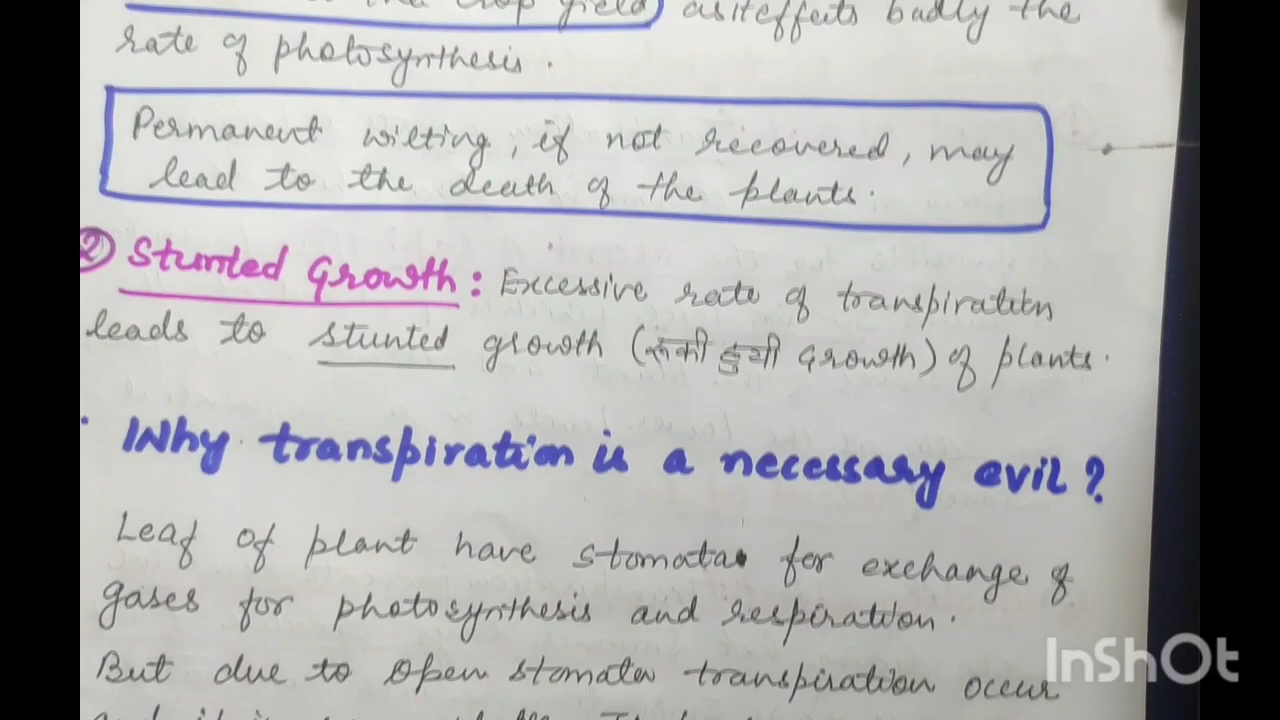 the crop yield as it effects badly the
rate of photosynthesis.
Permanent wilting, if not recovered, may
lead to the death of the plants.
2 Stunted Growth: Excessive rate of transpiration
leads to stunted growth (रूकी हुयी Growth) of plants.
Why transpiration is a necessary evil?
Leaf of plant have stomata for exchange of
gases for photosynthesis and respiration.
But due to open stomata transpiration occur
InShOt